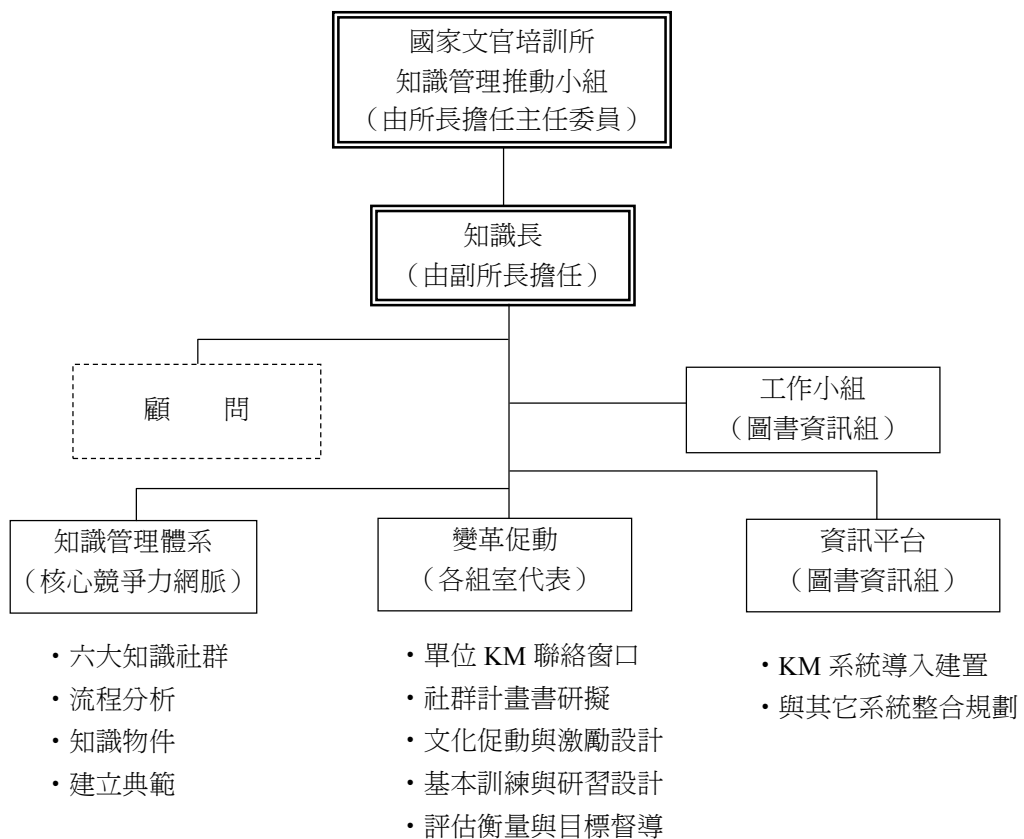 國家文官培訓所
知識管理推動小組
（由所長擔任主任委員）
知識長
（由副所長擔任）
顧　　問
工作小組
（圖書資訊組）
知識管理體系
（核心競爭力網脈）
・六大知識社群
・流程分析
・知識物件
・建立典範
變革促動
（各組室代表）
・單位 KM 聯絡窗口
・社群計畫書研擬
・文化促動與激勵設計
・基本訓練與研習設計
・評估衡量與目標督導
資訊平台
（圖書資訊組）
・KM 系統導入建置
・與其它系統整合規劃